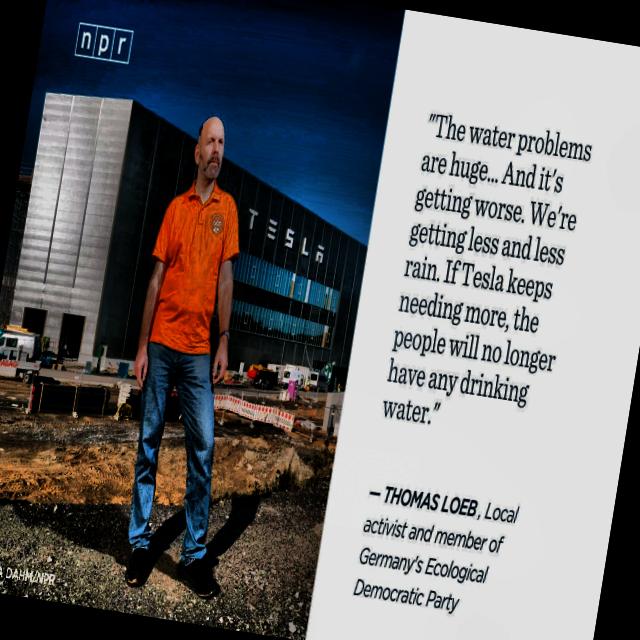 npr
TESLA
"The water problems
are huge... And it's
getting worse. We're
getting less and less
rain. If Tesla keeps
needing more, the
people will no longer
have any drinking
water."
— THOMAS LOEB, Local
activist and member of
Germany's Ecological
Democratic Party
A DAHM/NPR